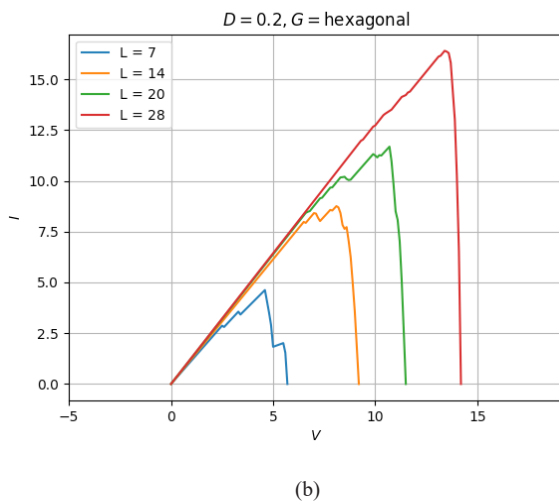 D = 0.2, G = hexagonal
L = 7
L = 14
L = 20
L = 28
15.0
12.5
10.0
7.5
5.0
2.5
0.0
I
−5 0 5 10 15
V
(b)